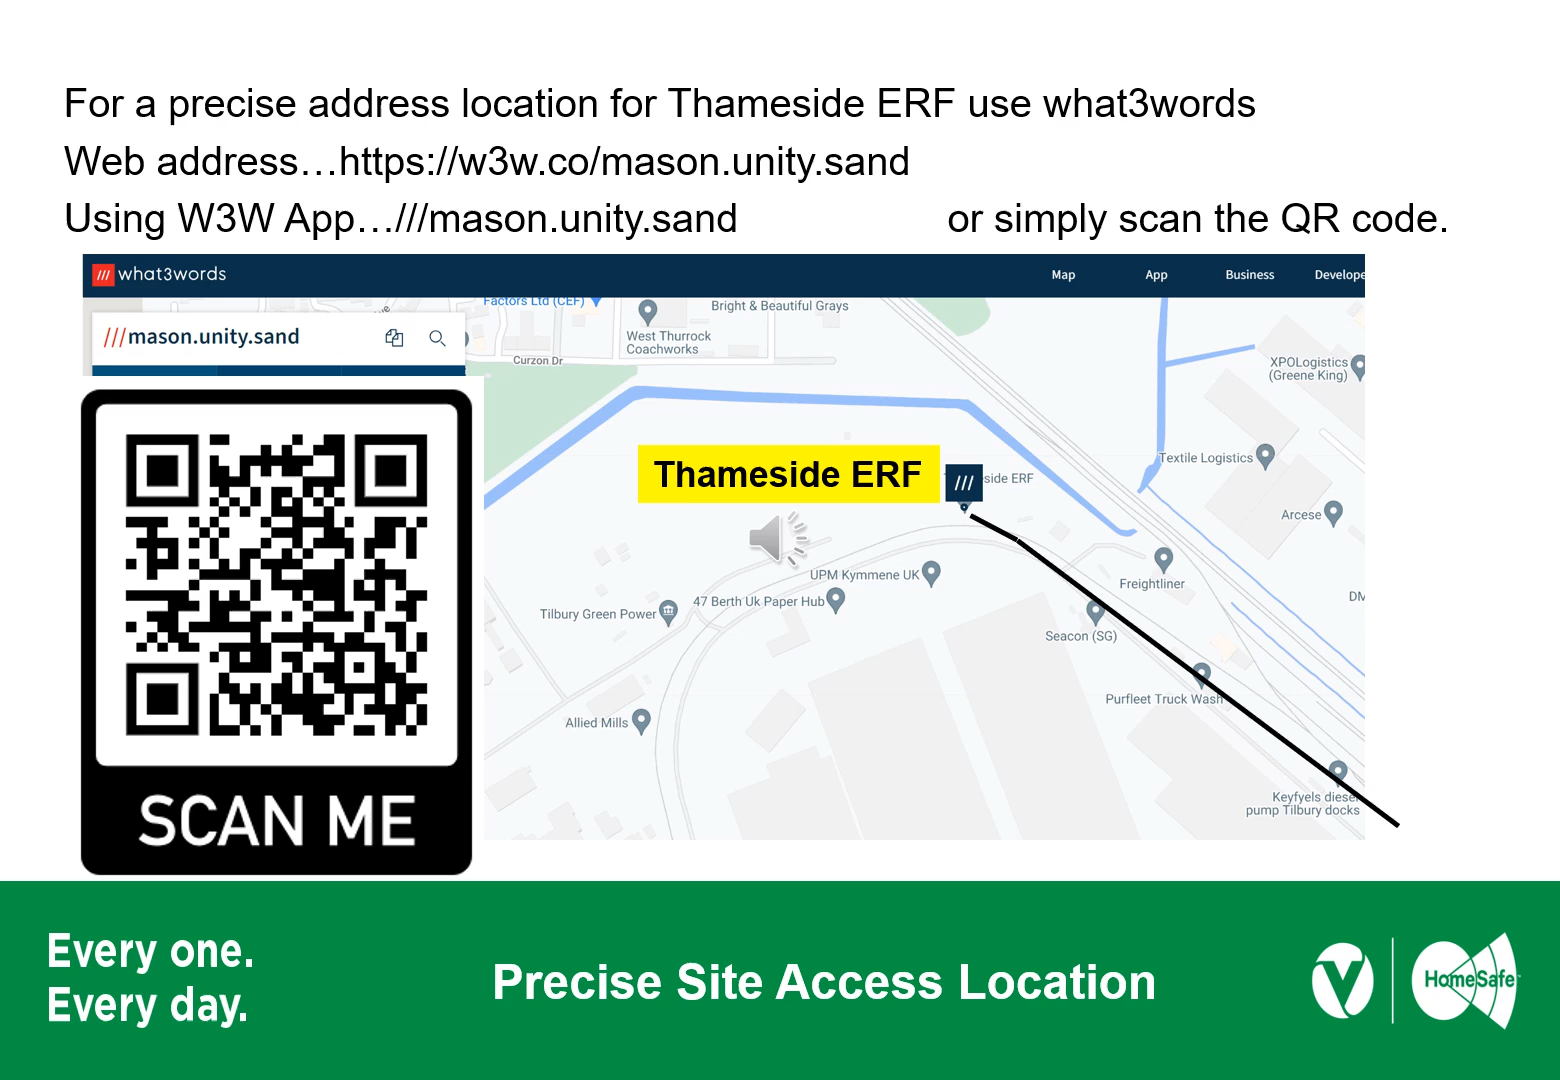 For a precise address location for Thameside ERF use what3words
Web address…https://w3w.co/mason.unity.sand
Using W3W App…///mason.unity.sand or simply scan the QR code.
/// what3words Map App Business Develope
Factors Ltd (CEF)
Bright & Beautiful Grays
///mason.unity.sand
West Thurrock
Coachworks
Curzon Dr
XPOLogistics
(Greene King)
Textile Logistics
Thameside ERF
///
side ERF
Arcese
UPM Kymmene UK
Freightliner
47 Berth Uk Paper Hub
DM
Tilbury Green Power
Seacon (SG)
Purfleet Truck Wash
Allied Mills
Keyfyels diesel
pump Tilbury docks
SCAN ME
Every one.
Every day.
Precise Site Access Location
V
HomeSafe